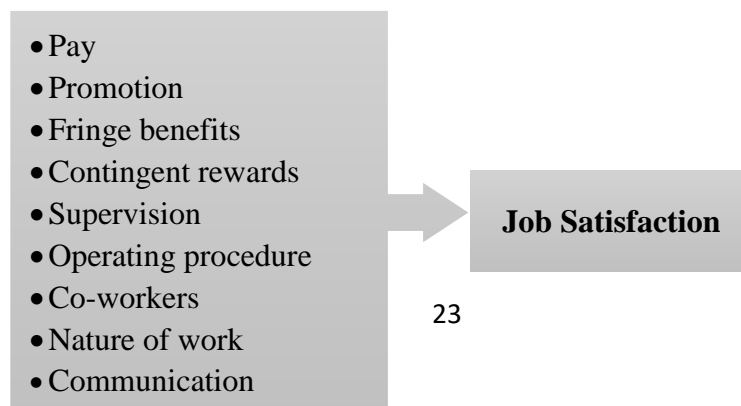 • Pay
• Promotion
• Fringe benefits
• Contingent rewards
• Supervision
• Operating procedure
• Co-workers
• Nature of work
• Communication
Job Satisfaction
23